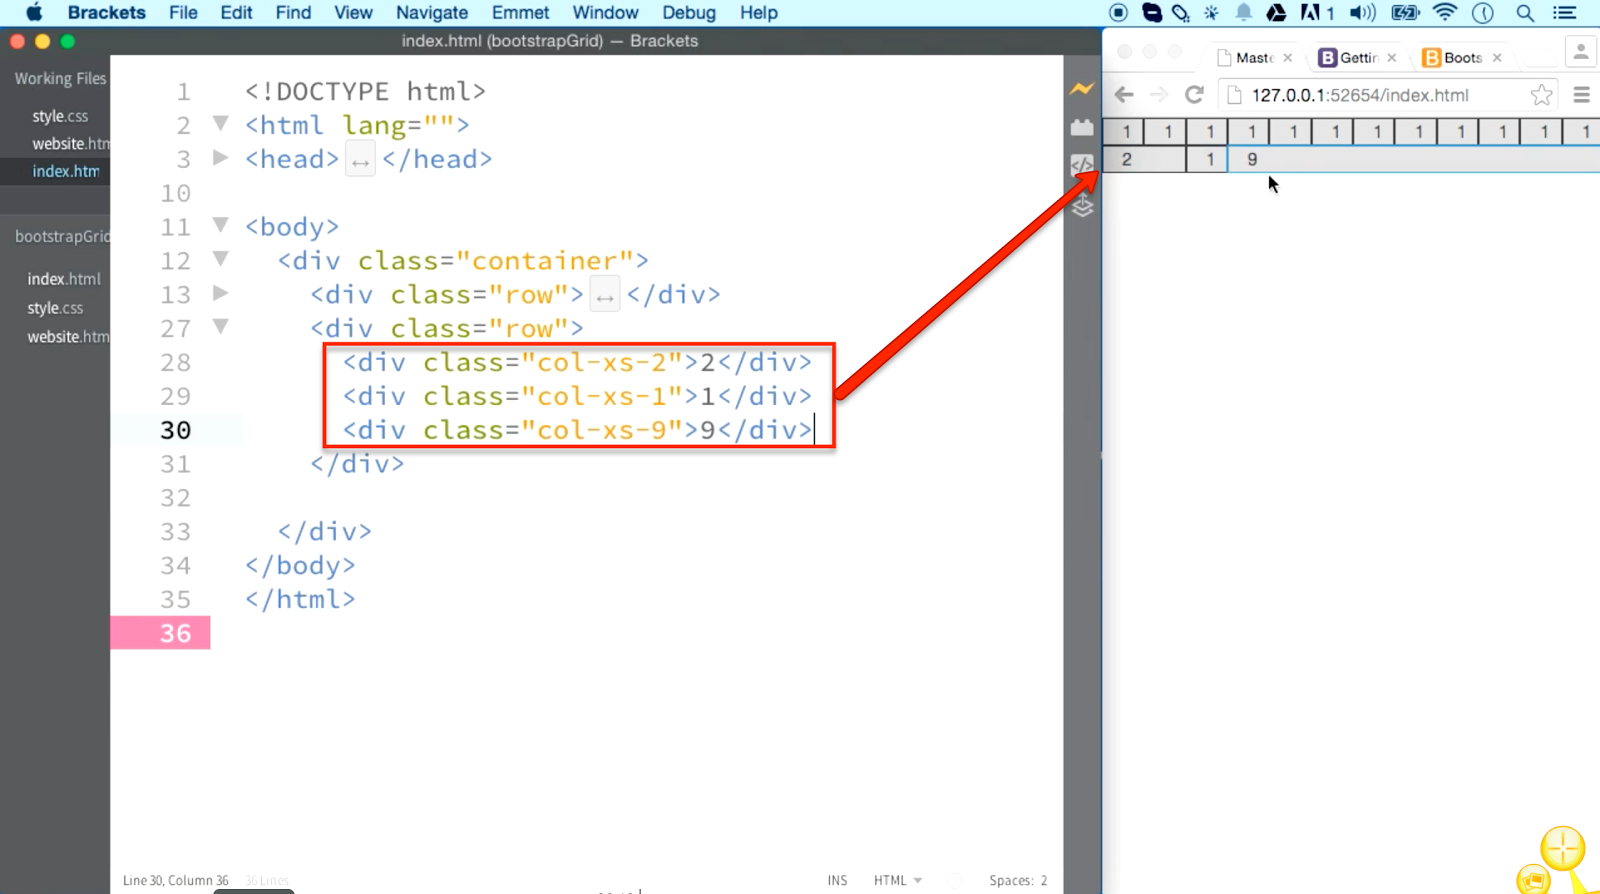 Brackets File Edit Find View Navigate Emmet Window Debug Help 1
index.html (bootstrapGrid) — Brackets
Working Files
style.css
website.htm
index.htm
bootstrapGrid
index.html
style.css
website.htm
1 <!DOCTYPE html>
2 <html lang="">
3 <head> ↔ </head>
10
11 <body>
12 <div class="container">
13 <div class="row"> ↔ </div>
27 <div class="row">
28 <div class="col-xs-2">2</div>
29 <div class="col-xs-1">1</div>
30 <div class="col-xs-9">9</div>
31 </div>
32
33 </div>
34 </body>
35 </html>
36
Line 30, Column 36 36 Lines INS HTML Spaces: 2
Maste × B Gettin × B Boots ×
127.0.0.1:52654/index.html
1 1 1 1 1 1 1 1 1 1 1 1
2 1 9